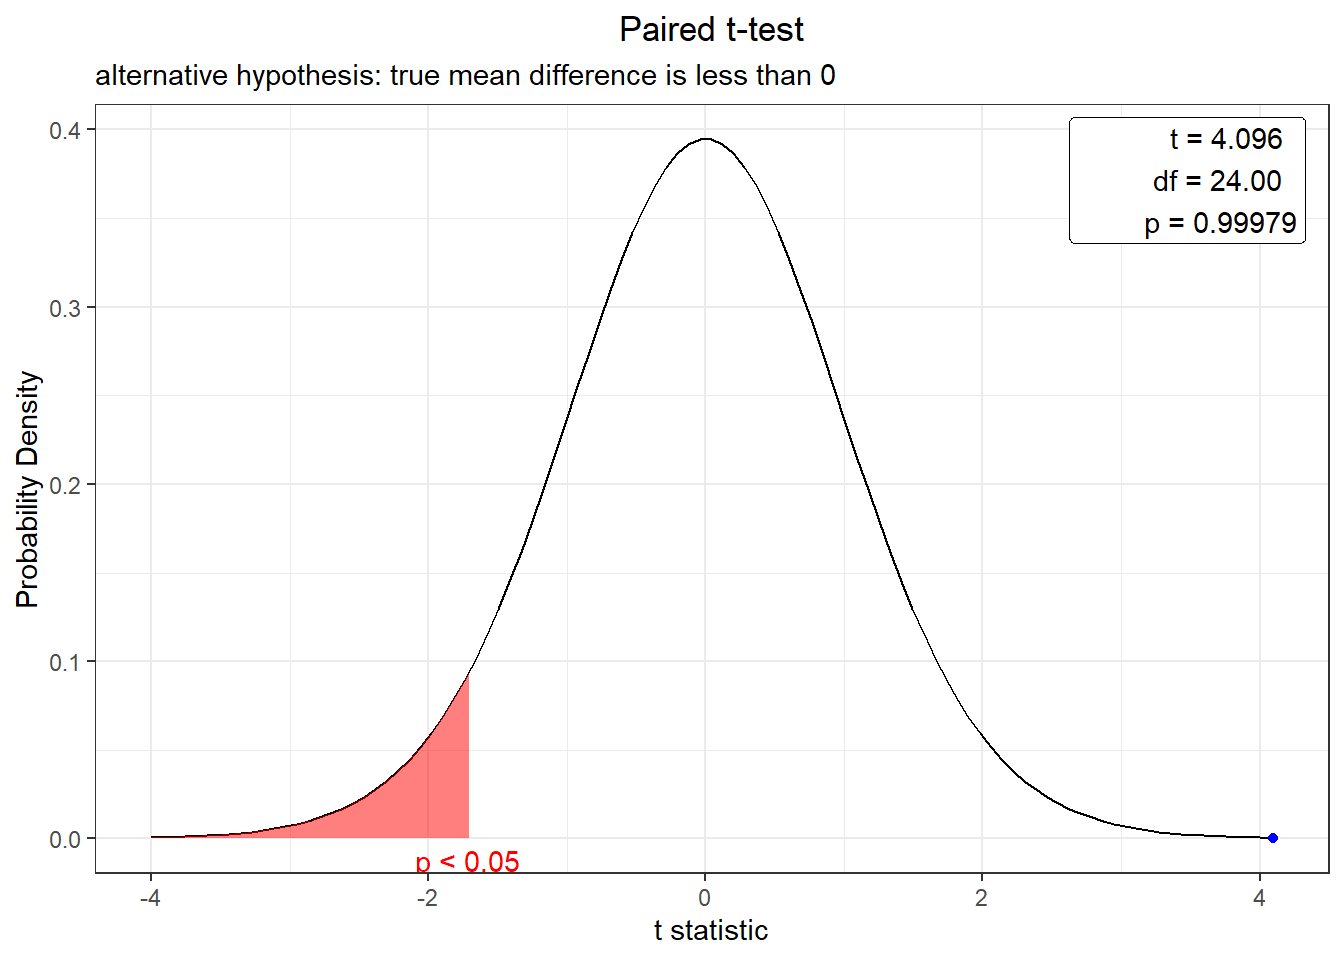 Paired t-test
alternative hypothesis: true mean difference is less than 0
t = 4.096
df = 24.00
p = 0.99979
Probability Density
0.4
0.3
0.2
0.1
0.0
p < 0.05
-4
-2
0
2
4
t statistic